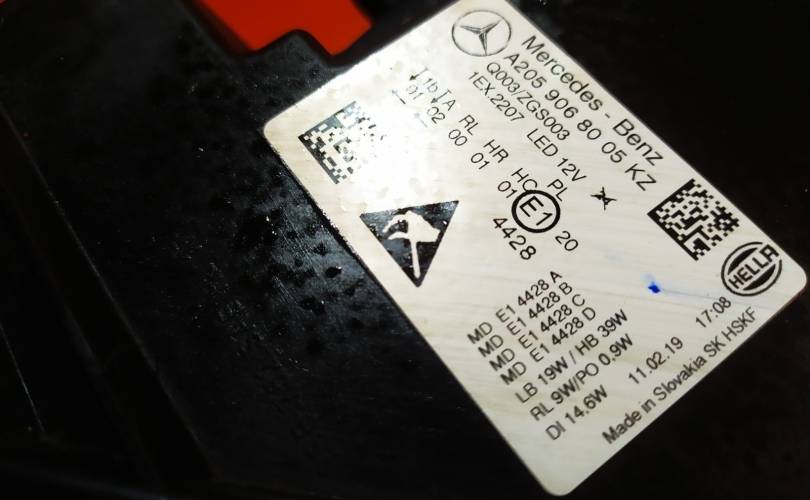 Mercedes - Benz
A205 906 80 05 KZ
Q003/ZGS003
1EX.2207 LED 12V
1b 1A RL HR HC PL
01 02 00 01 01 E1 20
4428
MD E1 4428 A
MD E1 4428 B
MD E1 4428 C
MD E1 4428 D
LB 19W / HB 39W
RL 9W/PO 0,9W
DI 14,6W 11.02.19 17:08
Made in Slovakia SK HSKF
HELLA